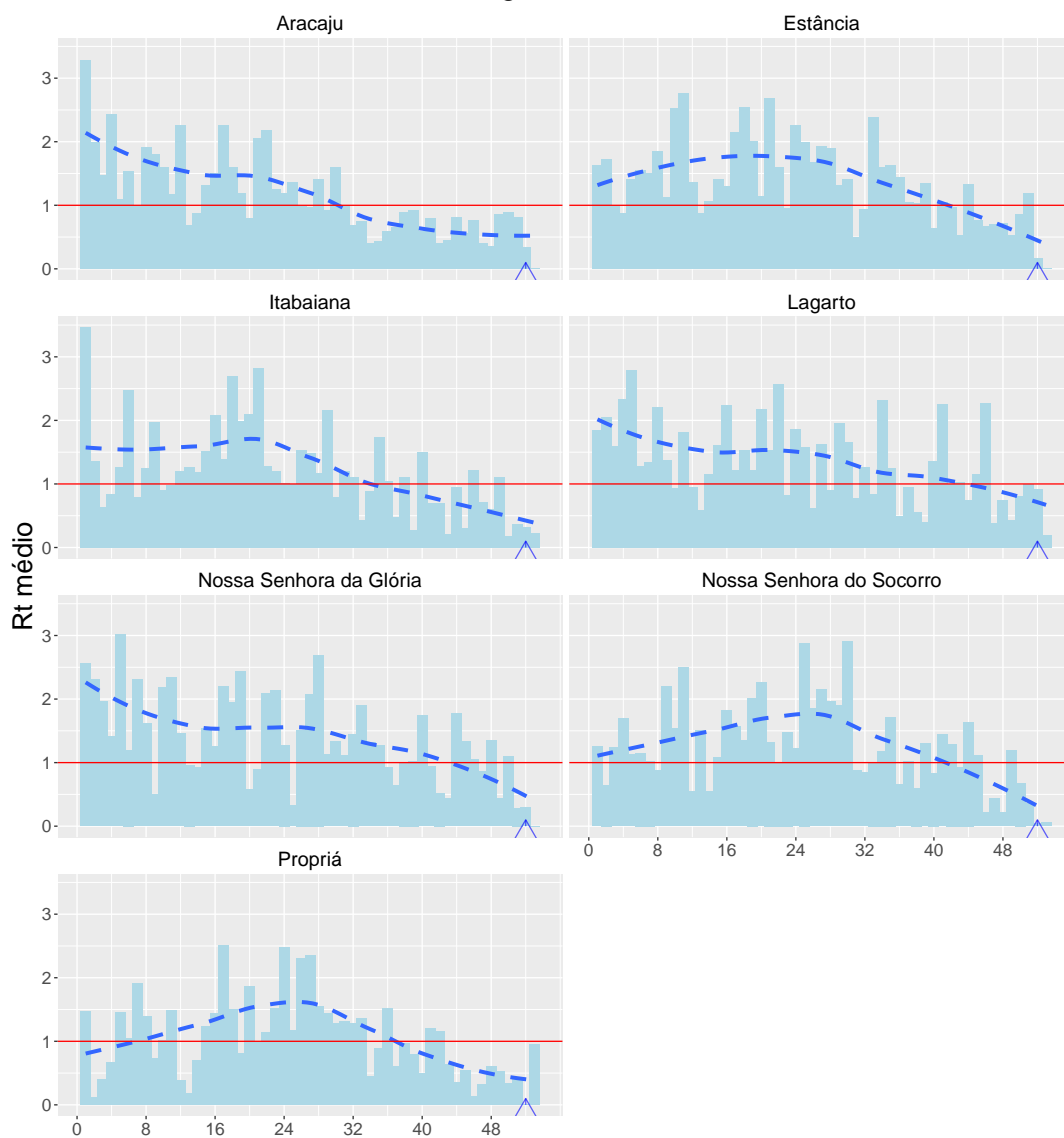 Aracaju
Estância
3
2
1
0
Itabaiana
Lagarto
3
2
1
0
Nossa Senhora da Glória
Nossa Senhora do Socorro
3
2
1
0
0 8 16 24 32 40 48
Propriá
3
2
1
0
0 8 16 24 32 40 48
Rt médio